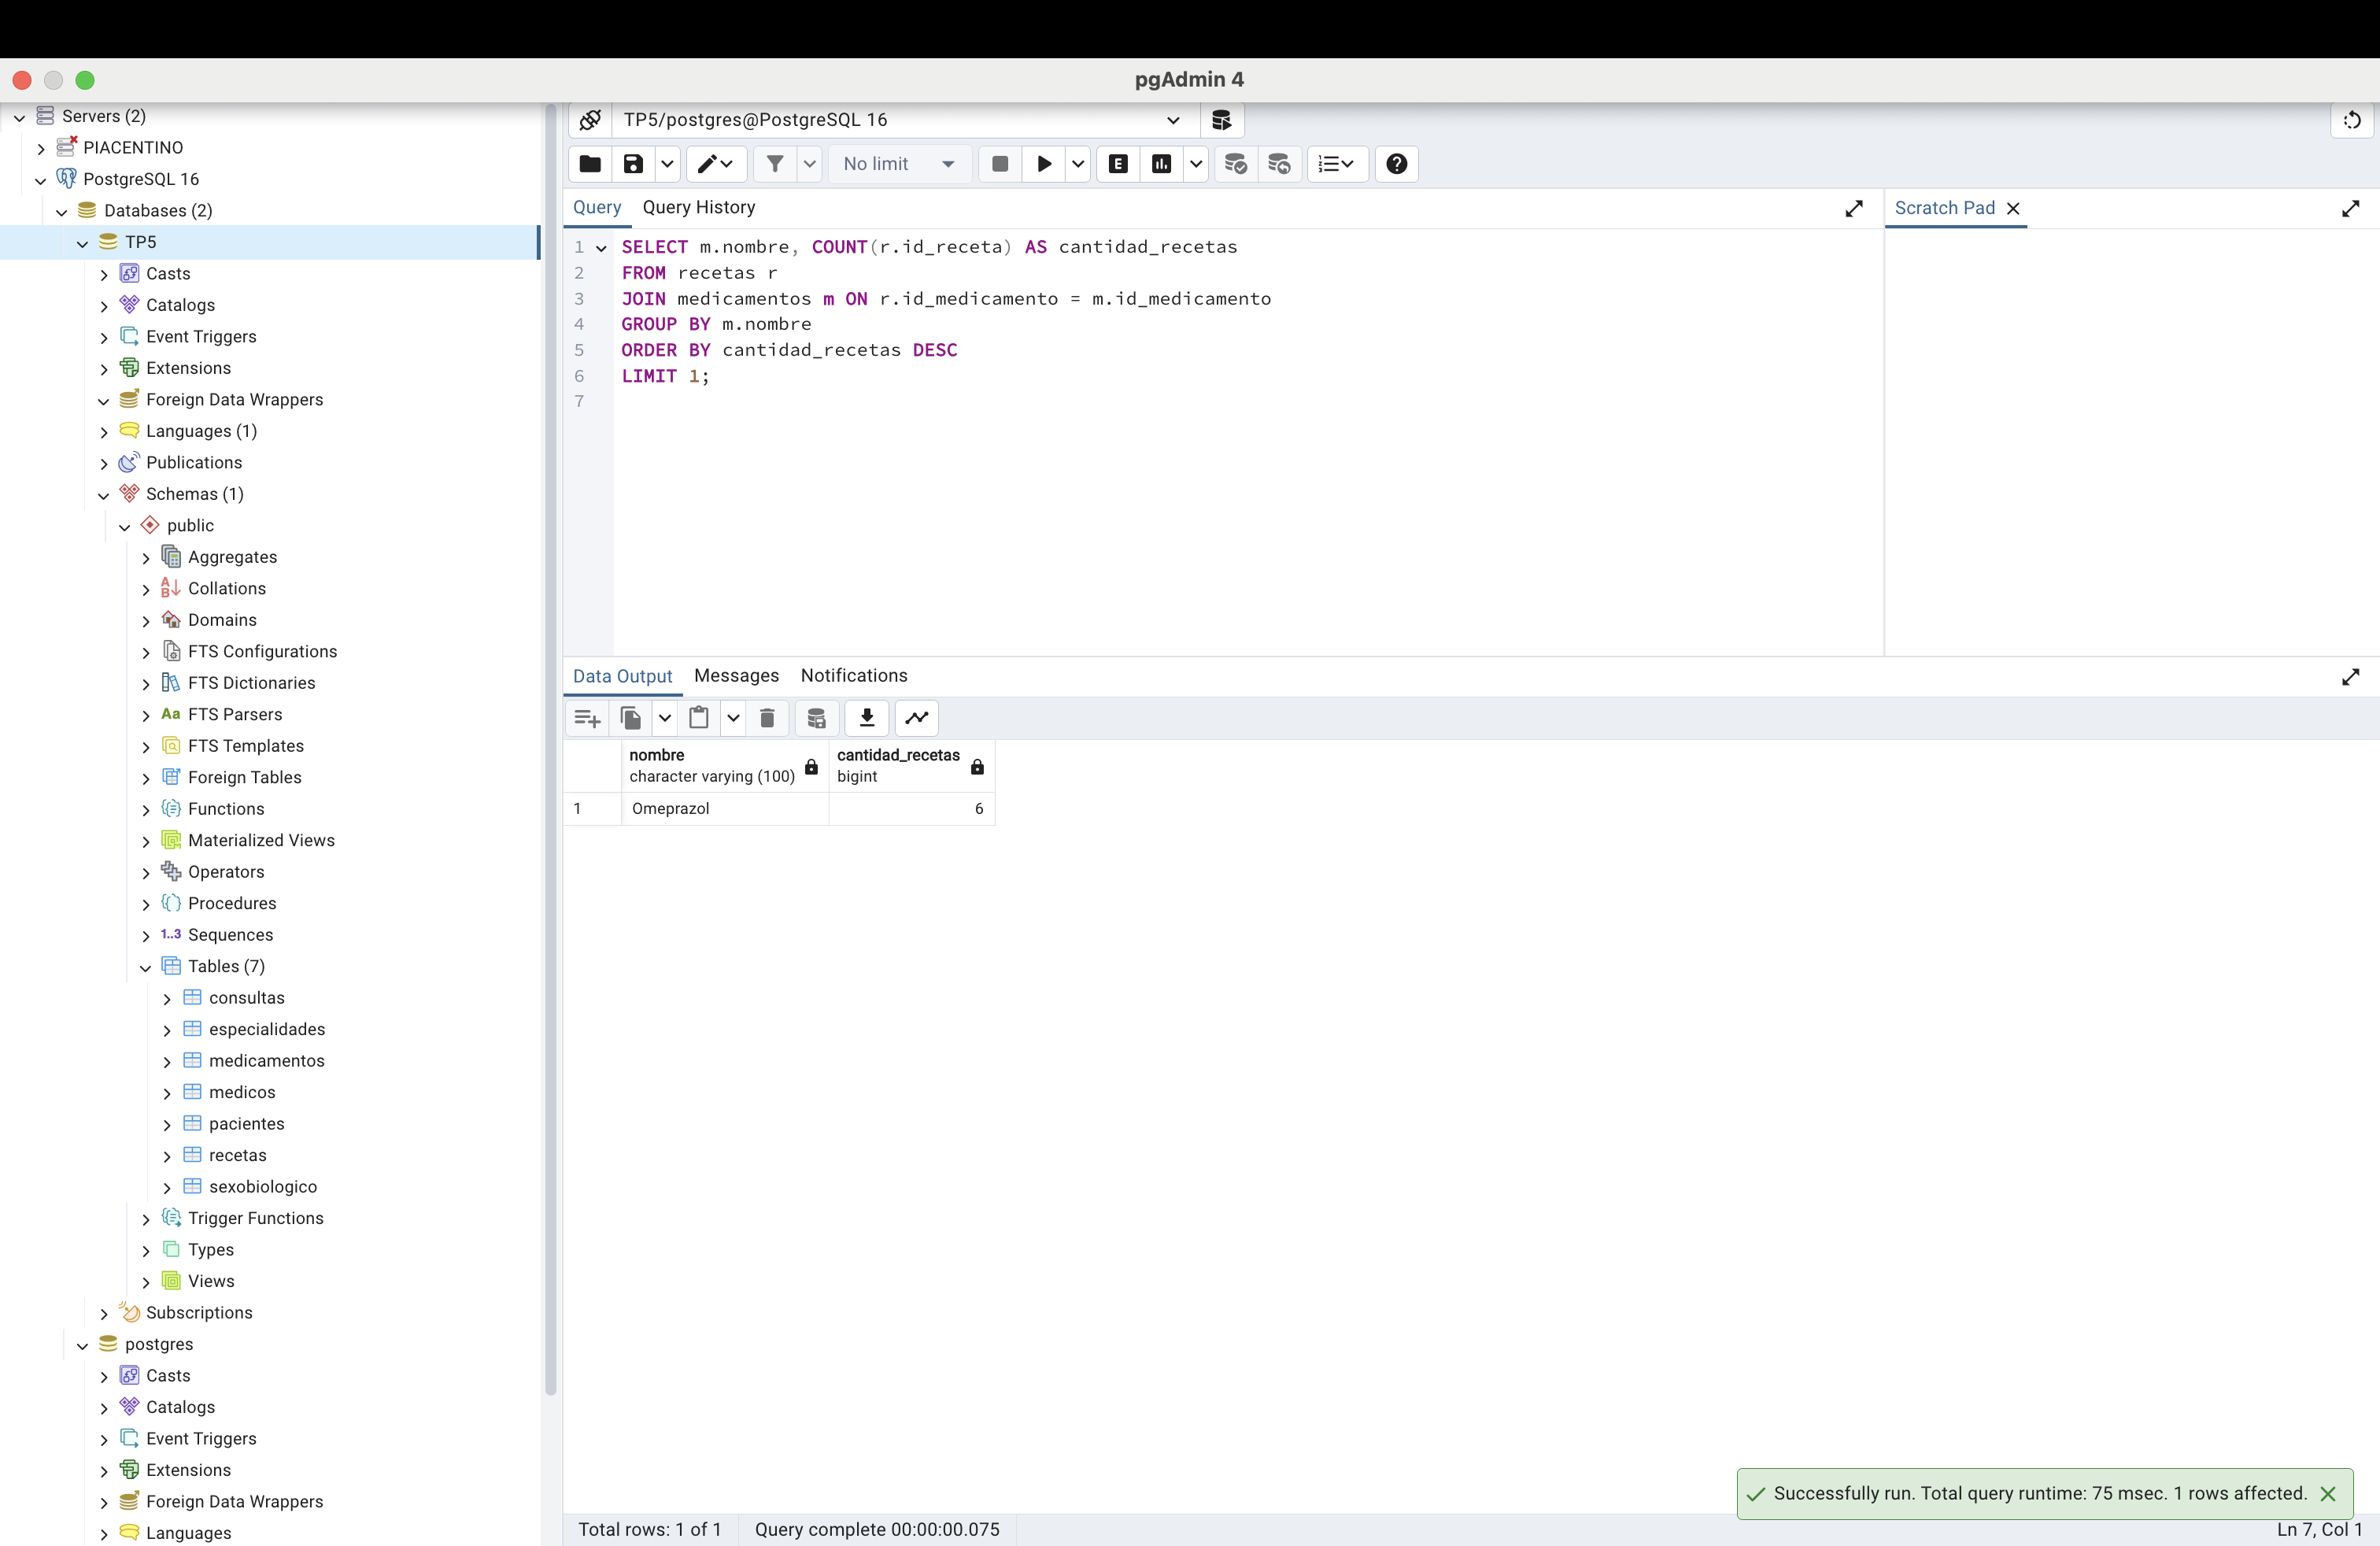 pgAdmin 4
Servers (2)
PIACENTINO
PostgreSQL 16
Databases (2)
TP5
Casts
Catalogs
Event Triggers
Extensions
Foreign Data Wrappers
Languages (1)
Publications
Schemas (1)
public
Aggregates
Collations
Domains
FTS Configurations
FTS Dictionaries
Aa FTS Parsers
FTS Templates
Foreign Tables
Functions
Materialized Views
Operators
Procedures
1..3 Sequences
Tables (7)
consultas
especialidades
medicamentos
medicos
pacientes
recetas
sexobiologico
Trigger Functions
Types
Views
Subscriptions
postgres
Casts
Catalogs
Event Triggers
Extensions
Foreign Data Wrappers
Languages
TP5/postgres@PostgreSQL 16
No limit
E
Query Query History
Scratch Pad
1 SELECT m.nombre, COUNT(r.id_receta) AS cantidad_recetas
2 FROM recetas r
3 JOIN medicamentos m ON r.id_medicamento = m.id_medicamento
4 GROUP BY m.nombre
5 ORDER BY cantidad_recetas DESC
6 LIMIT 1;
7
Data Output Messages Notifications
nombre cantidad_recetas
character varying (100) bigint
1 Omeprazol 6
Successfully run. Total query runtime: 75 msec. 1 rows affected.
Total rows: 1 of 1 Query complete 00:00:00.075 Ln 7, Col 1